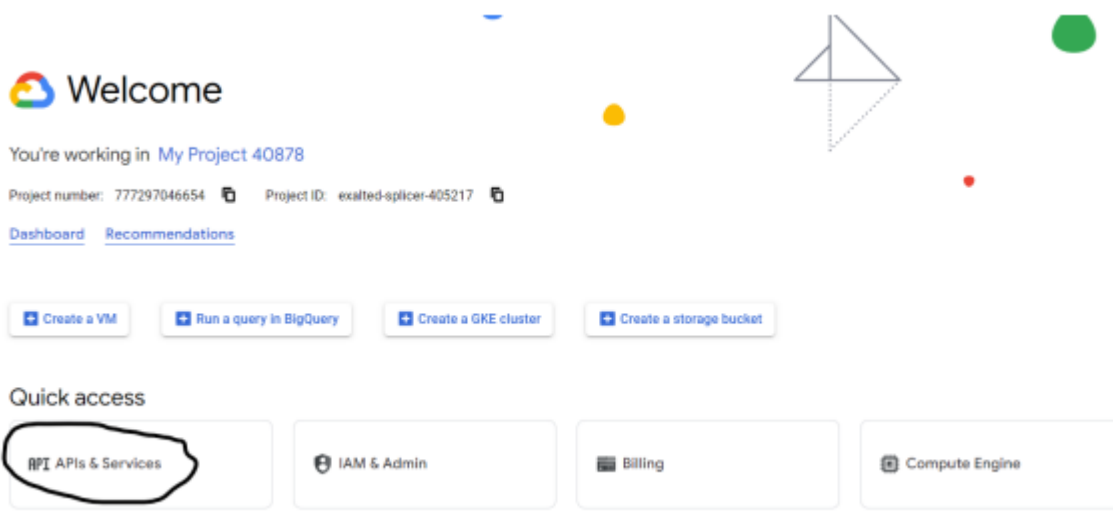 Welcome
You're working in My Project 40878
Project number: 777297046654 Project ID: exalted-splicer-405217
Dashboard Recommendations
Create a VM Run a query in BigQuery Create a GKE cluster Create a storage bucket
Quick access
API APIs & Services IAM & Admin Billing Compute Engine